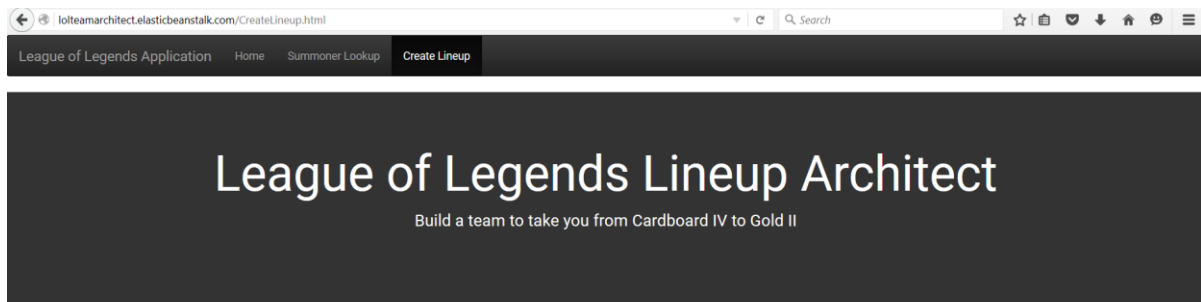 lolteamarchitect.elasticbeanstalk.com/CreateLineup.html Search
League of Legends Application Home Summoner Lookup Create Lineup
League of Legends Lineup Architect
Build a team to take you from Cardboard IV to Gold II